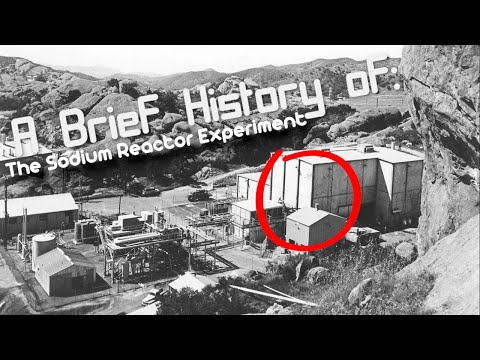 A Brief History of:
The Sodium Reactor Experiment